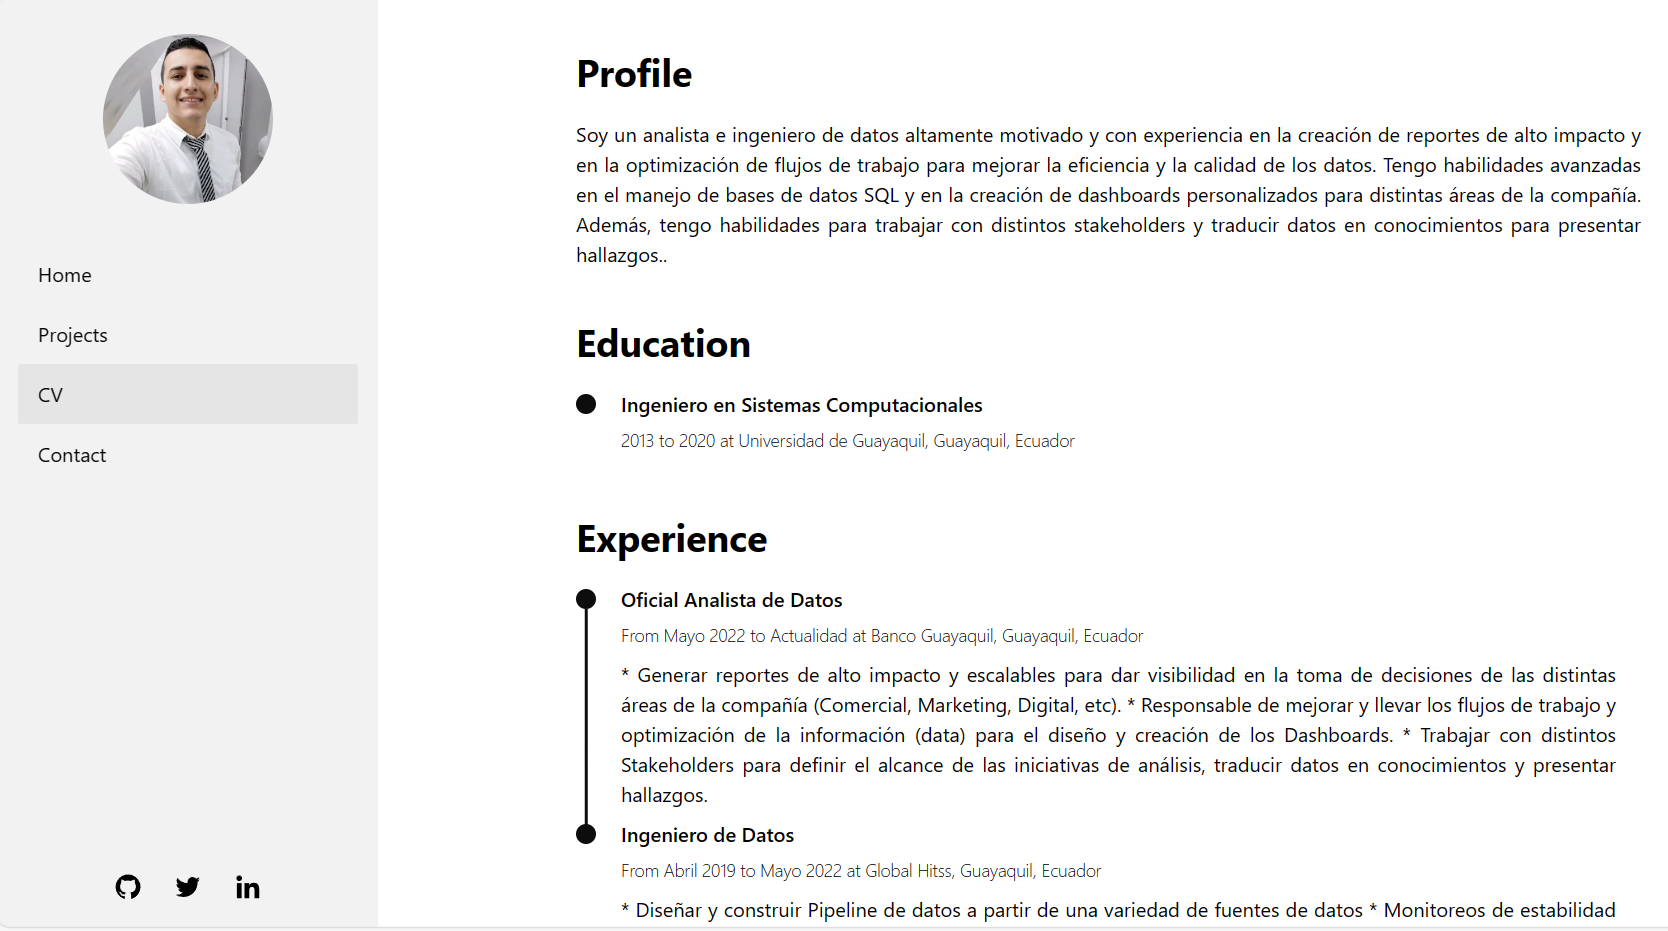 Home
Projects
CV
Contact
Profile
Soy un analista e ingeniero de datos altamente motivado y con experiencia en la creación de reportes de alto impacto y
en la optimización de flujos de trabajo para mejorar la eficiencia y la calidad de los datos. Tengo habilidades avanzadas
en el manejo de bases de datos SQL y en la creación de dashboards personalizados para distintas áreas de la compañía.
Además, tengo habilidades para trabajar con distintos stakeholders y traducir datos en conocimientos para presentar
hallazgos..
Education
Ingeniero en Sistemas Computacionales
2013 to 2020 at Universidad de Guayaquil, Guayaquil, Ecuador
Experience
Oficial Analista de Datos
From Mayo 2022 to Actualidad at Banco Guayaquil, Guayaquil, Ecuador
* Generar reportes de alto impacto y escalables para dar visibilidad en la toma de decisiones de las distintas
áreas de la compañía (Comercial, Marketing, Digital, etc). * Responsable de mejorar y llevar los flujos de trabajo y
optimización de la información (data) para el diseño y creación de los Dashboards. * Trabajar con distintos
Stakeholders para definir el alcance de las iniciativas de análisis, traducir datos en conocimientos y presentar
hallazgos.
Ingeniero de Datos
From Abril 2019 to Mayo 2022 at Global Hitss, Guayaquil, Ecuador
* Diseñar y construir Pipeline de datos a partir de una variedad de fuentes de datos * Monitoreos de estabilidad